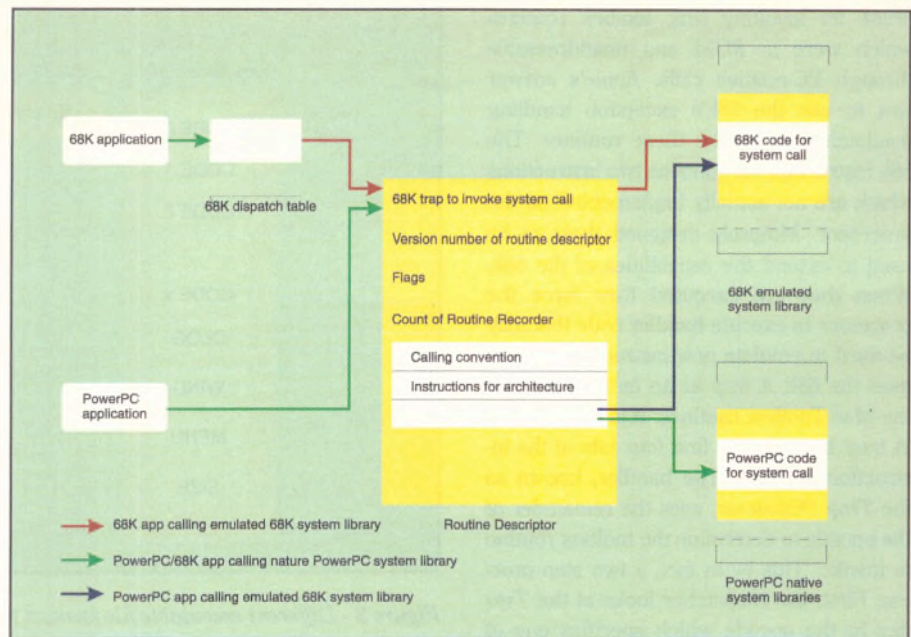 68K application
68K dispatch table
PowerPC
application
68K trap to invoke system call
Version number of routine descriptor
Flags
Count of Routine Recorder
Calling convention
Instructions for architecture
Routine Descriptor
68K code for
system call
68K emulated
system library
PowerPC code
for system call
PowerPC native
system libraries
68K app calling emulated 68K system library
PowerPC/68K app calling nature PowerPC system library
PowerPC app calling emulated 68K system library